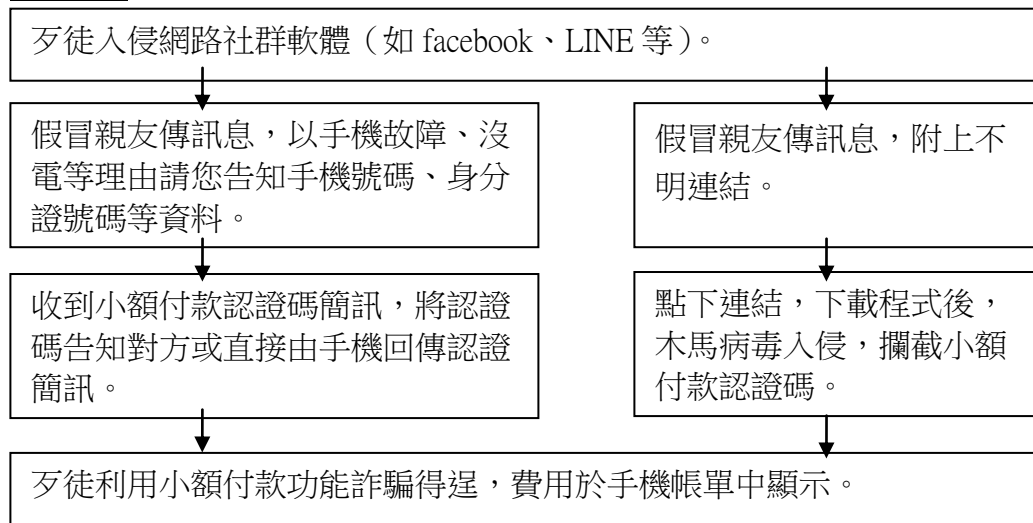 歹徒入侵網路社群軟體（如 facebook、LINE 等）。
假冒親友傳訊息，以手機故障、沒
電等理由請您告知手機號碼、身分
證號碼等資料。
假冒親友傳訊息，附上不
明連結。
收到小額付款認證碼簡訊，將認證
碼告知對方或直接由手機回傳認證
簡訊。
點下連結，下載程式後，
木馬病毒入侵，攔截小額
付款認證碼。
歹徒利用小額付款功能詐騙得逞，費用於手機帳單中顯示。